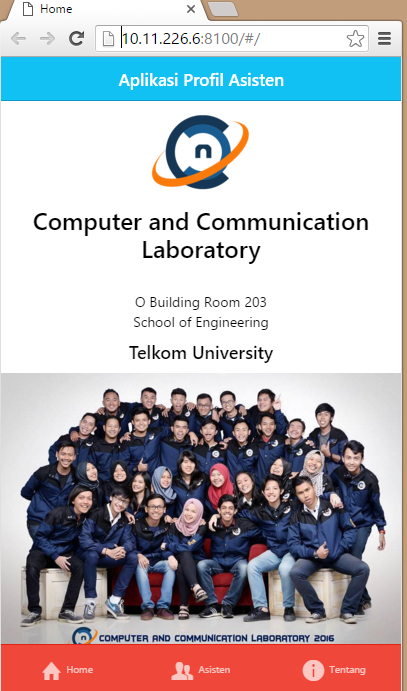 Home
10.11.226.6:8100/#/
Aplikasi Profil Asisten
Cn
Computer and Communication
Laboratory
O Building Room 203
School of Engineering
Telkom University
COMPUTER AND COMMUNICATION LABORATORY 2016
Home
Asisten
Tentang